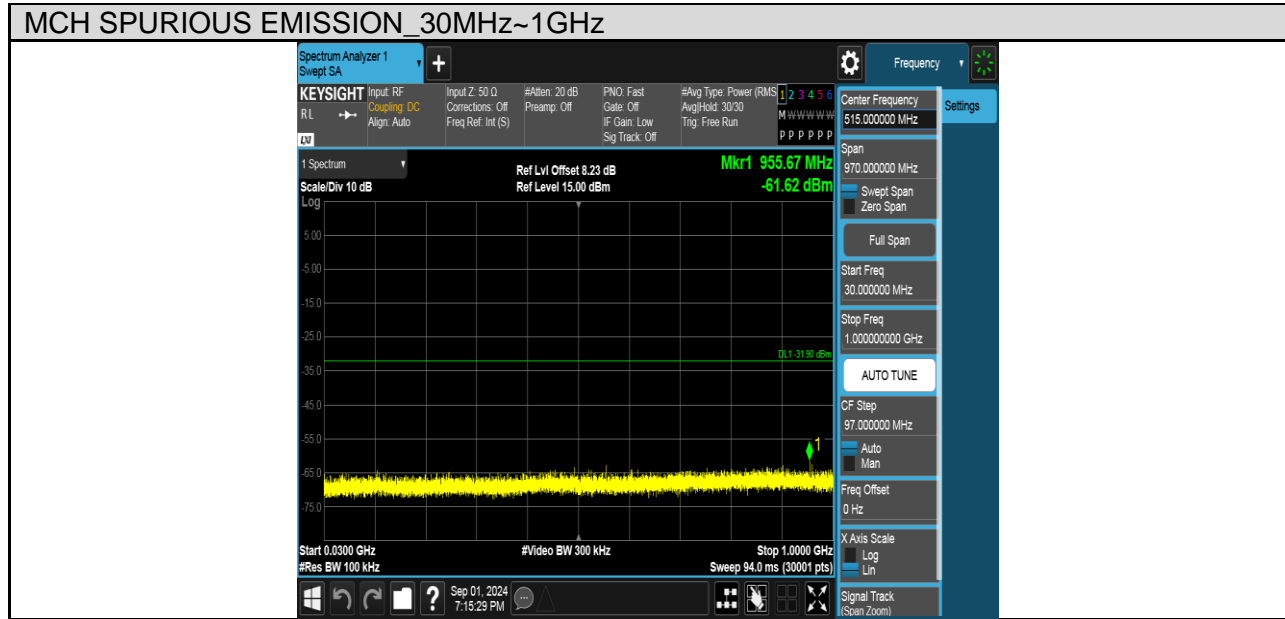 MCH SPURIOUS EMISSION_30MHz~1GHz
Spectrum Analyzer 1
Swept SA
+
Frequency
KEYSIGHT
RL
LXI
Input: RF
Coupling: DC
Align: Auto
Input Z: 50 Ω
Corrections: Off
Freq Ref: Int (S)
#Atten: 20 dB
Preamp: Off
PNO: Fast
Gate: Off
IF Gain: Low
Sig Track: Off
#Avg Type: Power (RMS
Avg|Hold: 30/30
Trig: Free Run
1 2 3 4 5 6
M W W W W W
P P P P P P
1 Spectrum
Scale/Div 10 dB
Log
Ref Lvl Offset 8.23 dB
Ref Level 15.00 dBm
Mkr1 955.67 MHz
-61.62 dBm
5.00
-5.00
-15.0
-25.0
DL1 -31.90 dBm
-35.0
-45.0
-55.0
1
-65.0
-75.0
Start 0.0300 GHz
#Res BW 100 kHz
#Video BW 300 kHz
Stop 1.0000 GHz
Sweep 94.0 ms (30001 pts)
?
Sep 01, 2024
7:15:29 PM
Center Frequency
515.000000 MHz
Settings
Span
970.000000 MHz
Swept Span
Zero Span
Full Span
Start Freq
30.000000 MHz
Stop Freq
1.000000000 GHz
AUTO TUNE
CF Step
97.000000 MHz
Auto
Man
Freq Offset
0 Hz
X Axis Scale
Log
Lin
Signal Track
(Span Zoom)